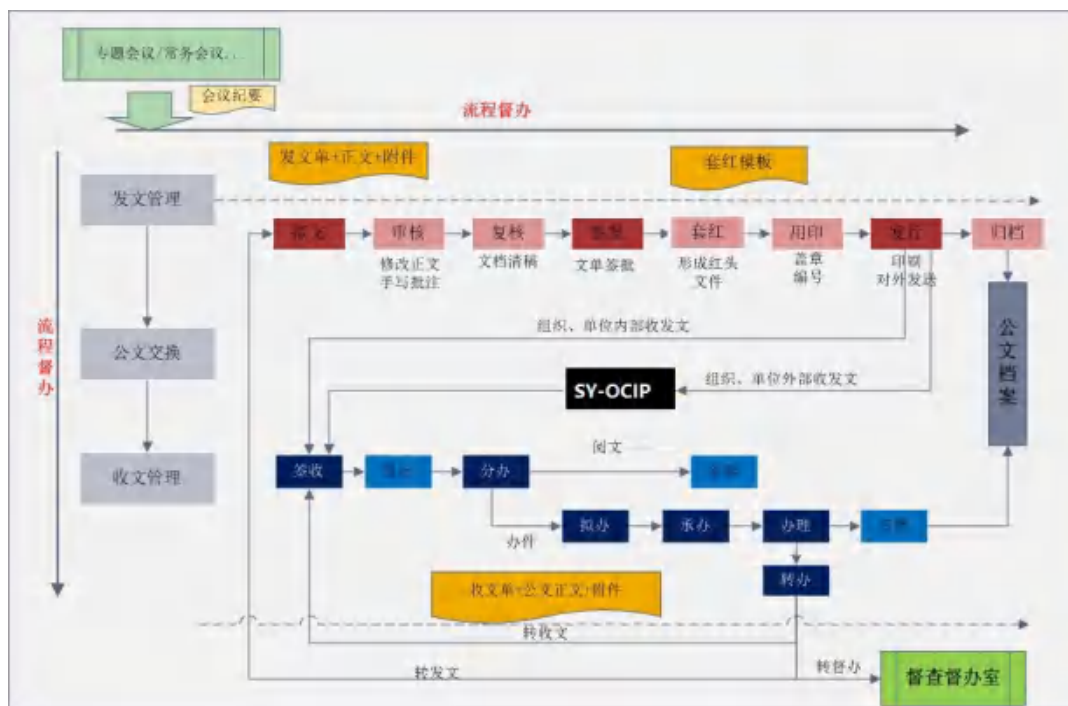 专题会议/常务会议...
会议纪要
流程督办
发文单+正文+附件
套红模板
发文管理
审核
复核
套红
用印
归档
修改正文
手写批注
文档清稿
文单签批
形成红头
文件
盖章
编号
印刷
对外发送
流程督办
组织、单位内部收发文
公文交换
公文档案
组织、单位外部收发文
SY-OCIP
阅文
签收
分办
收文管理
拟办
承办
办理
办件
转办
收文单+公文正文+附件
转收文
转发文
转督办
督查督办室